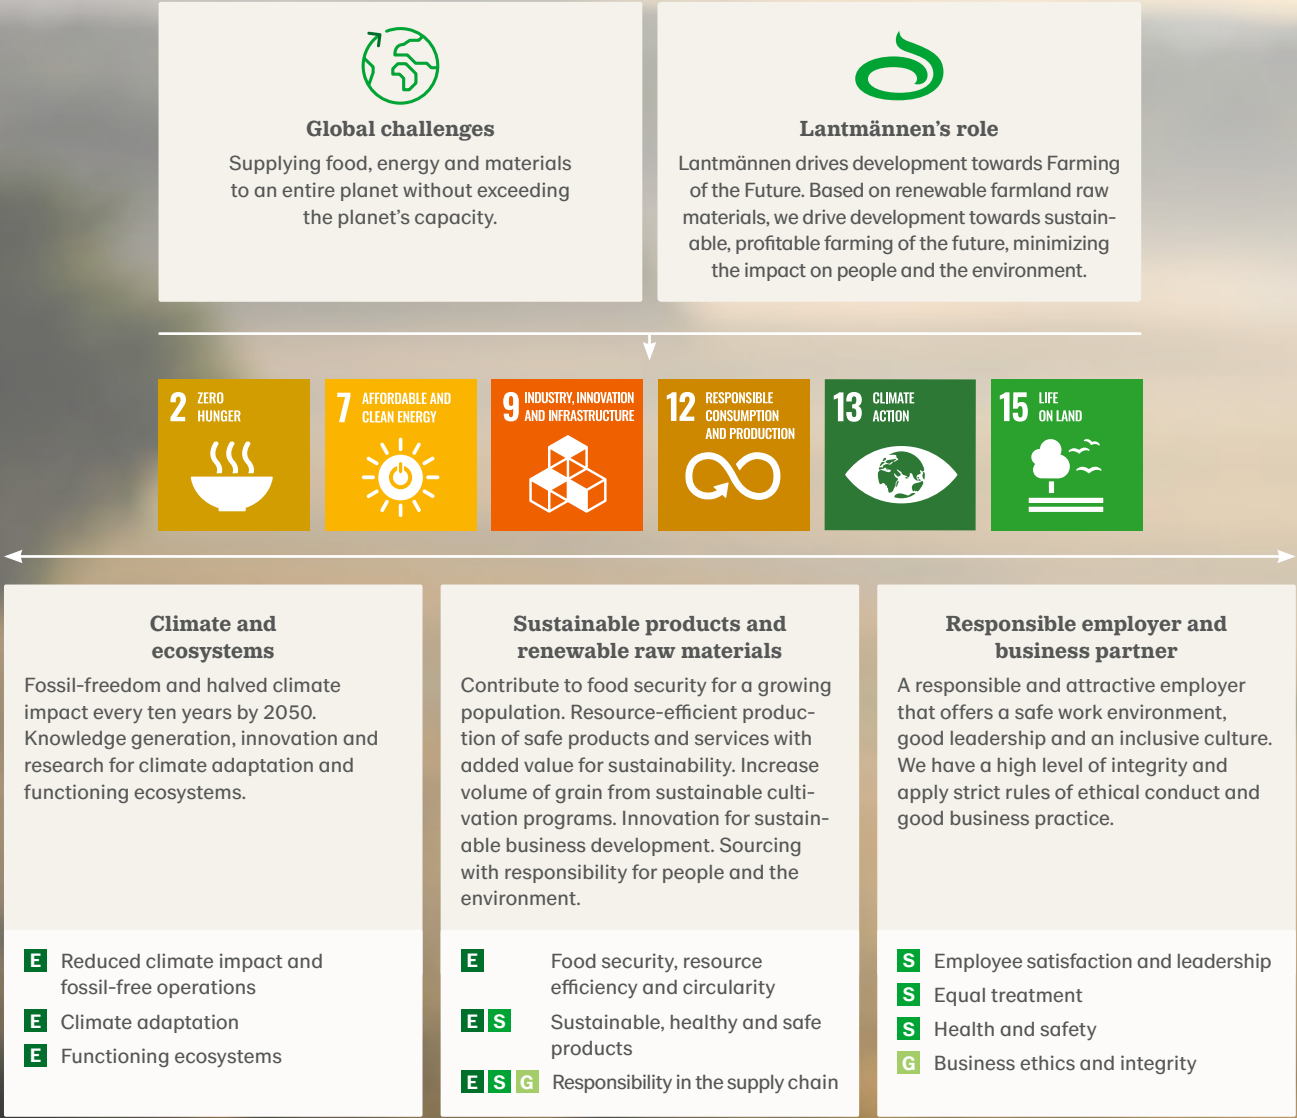 Global challenges
Supplying food, energy and materials
to an entire planet without exceeding
the planet's capacity.
Lantmännen's role
Lantmännen drives development towards Farming
of the Future. Based on renewable farmland raw
materials, we drive development towards sustain-
able, profitable farming of the future, minimizing
the impact on people and the environment.
2 ZERO
HUNGER
7 AFFORDABLE AND
CLEAN ENERGY
9 INDUSTRY, INNOVATION
AND INFRASTRUCTURE
12 RESPONSIBLE
CONSUMPTION
AND PRODUCTION
13 CLIMATE
ACTION
15 LIFE
ON LAND
Climate and
ecosystems
Fossil-freedom and halved climate
impact every ten years by 2050.
Knowledge generation, innovation and
research for climate adaptation and
functioning ecosystems.
E Reduced climate impact and
fossil-free operations
E Climate adaptation
E Functioning ecosystems
Sustainable products and
renewable raw materials
Contribute to food security for a growing
population. Resource-efficient produc-
tion of safe products and services with
added value for sustainability. Increase
volume of grain from sustainable culti-
vation programs. Innovation for sustain-
able business development. Sourcing
with responsibility for people and the
environment.
E Food security, resource
efficiency and circularity
E S Sustainable, healthy and safe
products
E S G Responsibility in the supply chain
Responsible employer and
business partner
A responsible and attractive employer
that offers a safe work environment,
good leadership and an inclusive culture.
We have a high level of integrity and
apply strict rules of ethical conduct and
good business practice.
S Employee satisfaction and leadership
S Equal treatment
S Health and safety
G Business ethics and integrity